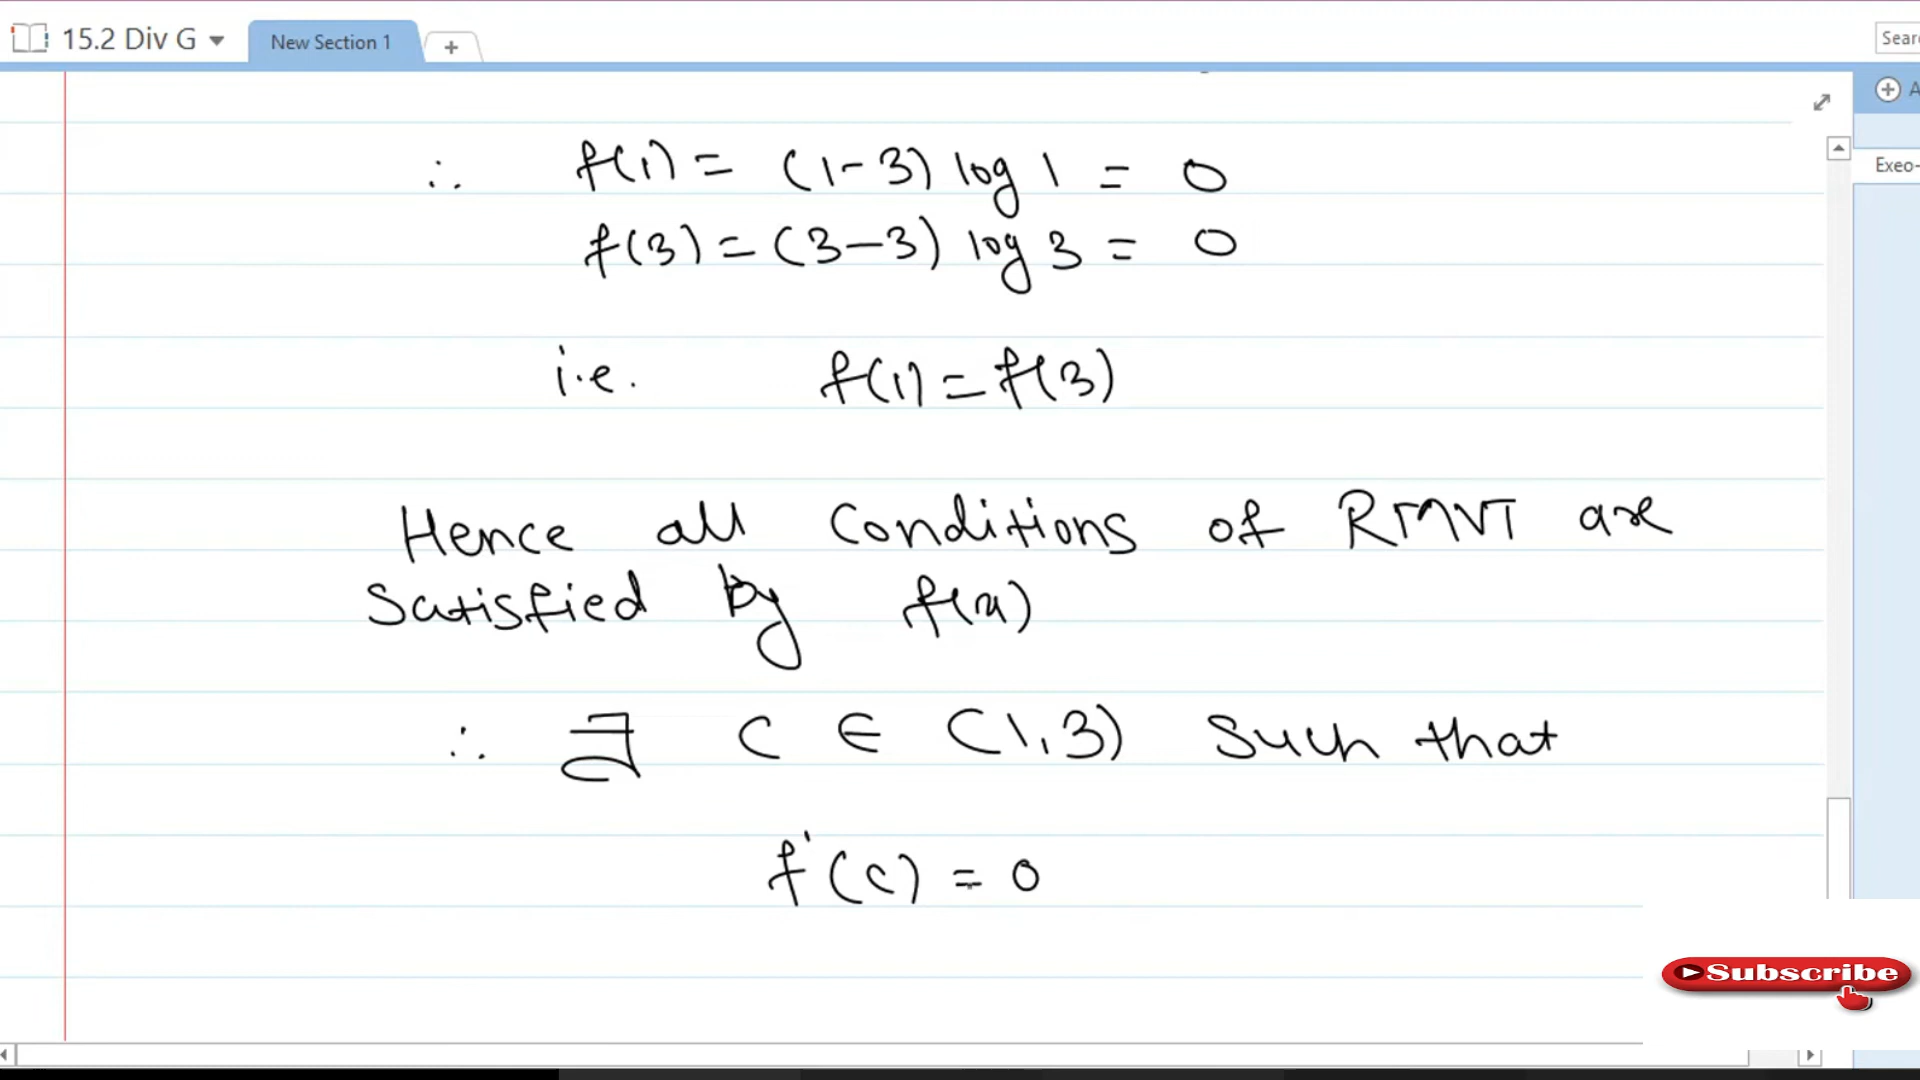 15.2 Div G
New Section 1
+
Sear
A
Exeo-
∴ f(1) = (1-3) log 1 = 0
f(3) = (3-3) log 3 = 0
i.e. f(1) = f(3)
Hence all Conditions of RMVT are
Satisfied by f(x)
∴ ∃ C ∈ (1,3) Such that
f'(c) = 0
Subscribe